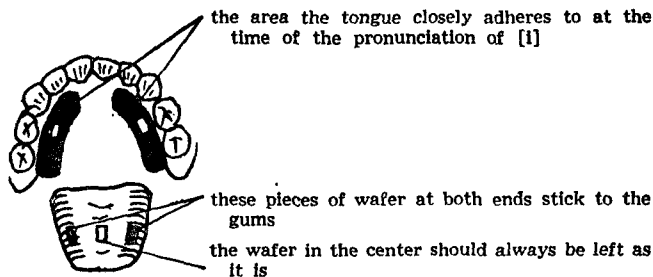 the area the tongue closely adheres to at the
time of the pronunciation of [i]
these pieces of wafer at both ends stick to the
gums
the wafer in the center should always be left as
it is